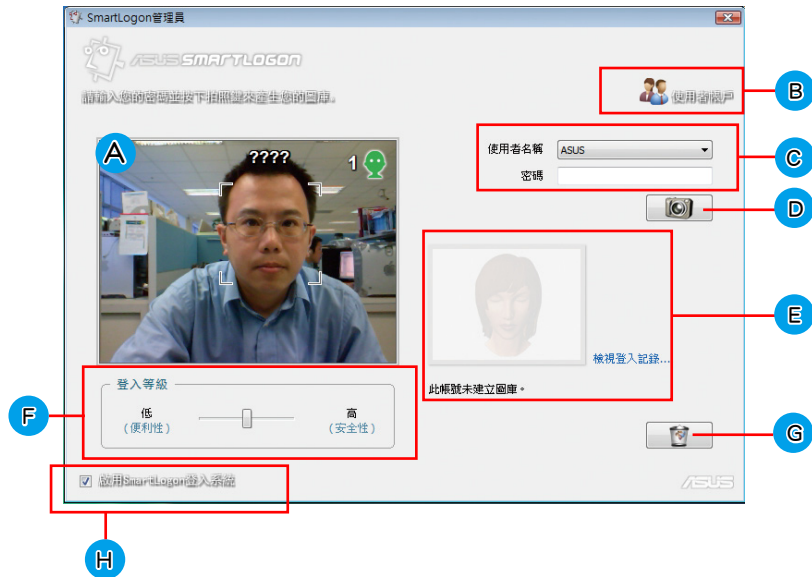 SmartLogon管理員
ASUS SMARTLOGON
請輸入您的密碼並按下拍照鍵來產生您的圖庫。
使用者帳戶
B
A
????
1
使用者名稱 ASUS
密碼
C
D
E
檢視登入記錄...
此帳號未建立圖庫。
登入等級
低
高
(便利性)
(安全性)
F
G
啟用SmartLogon登入系統
ASUS
H